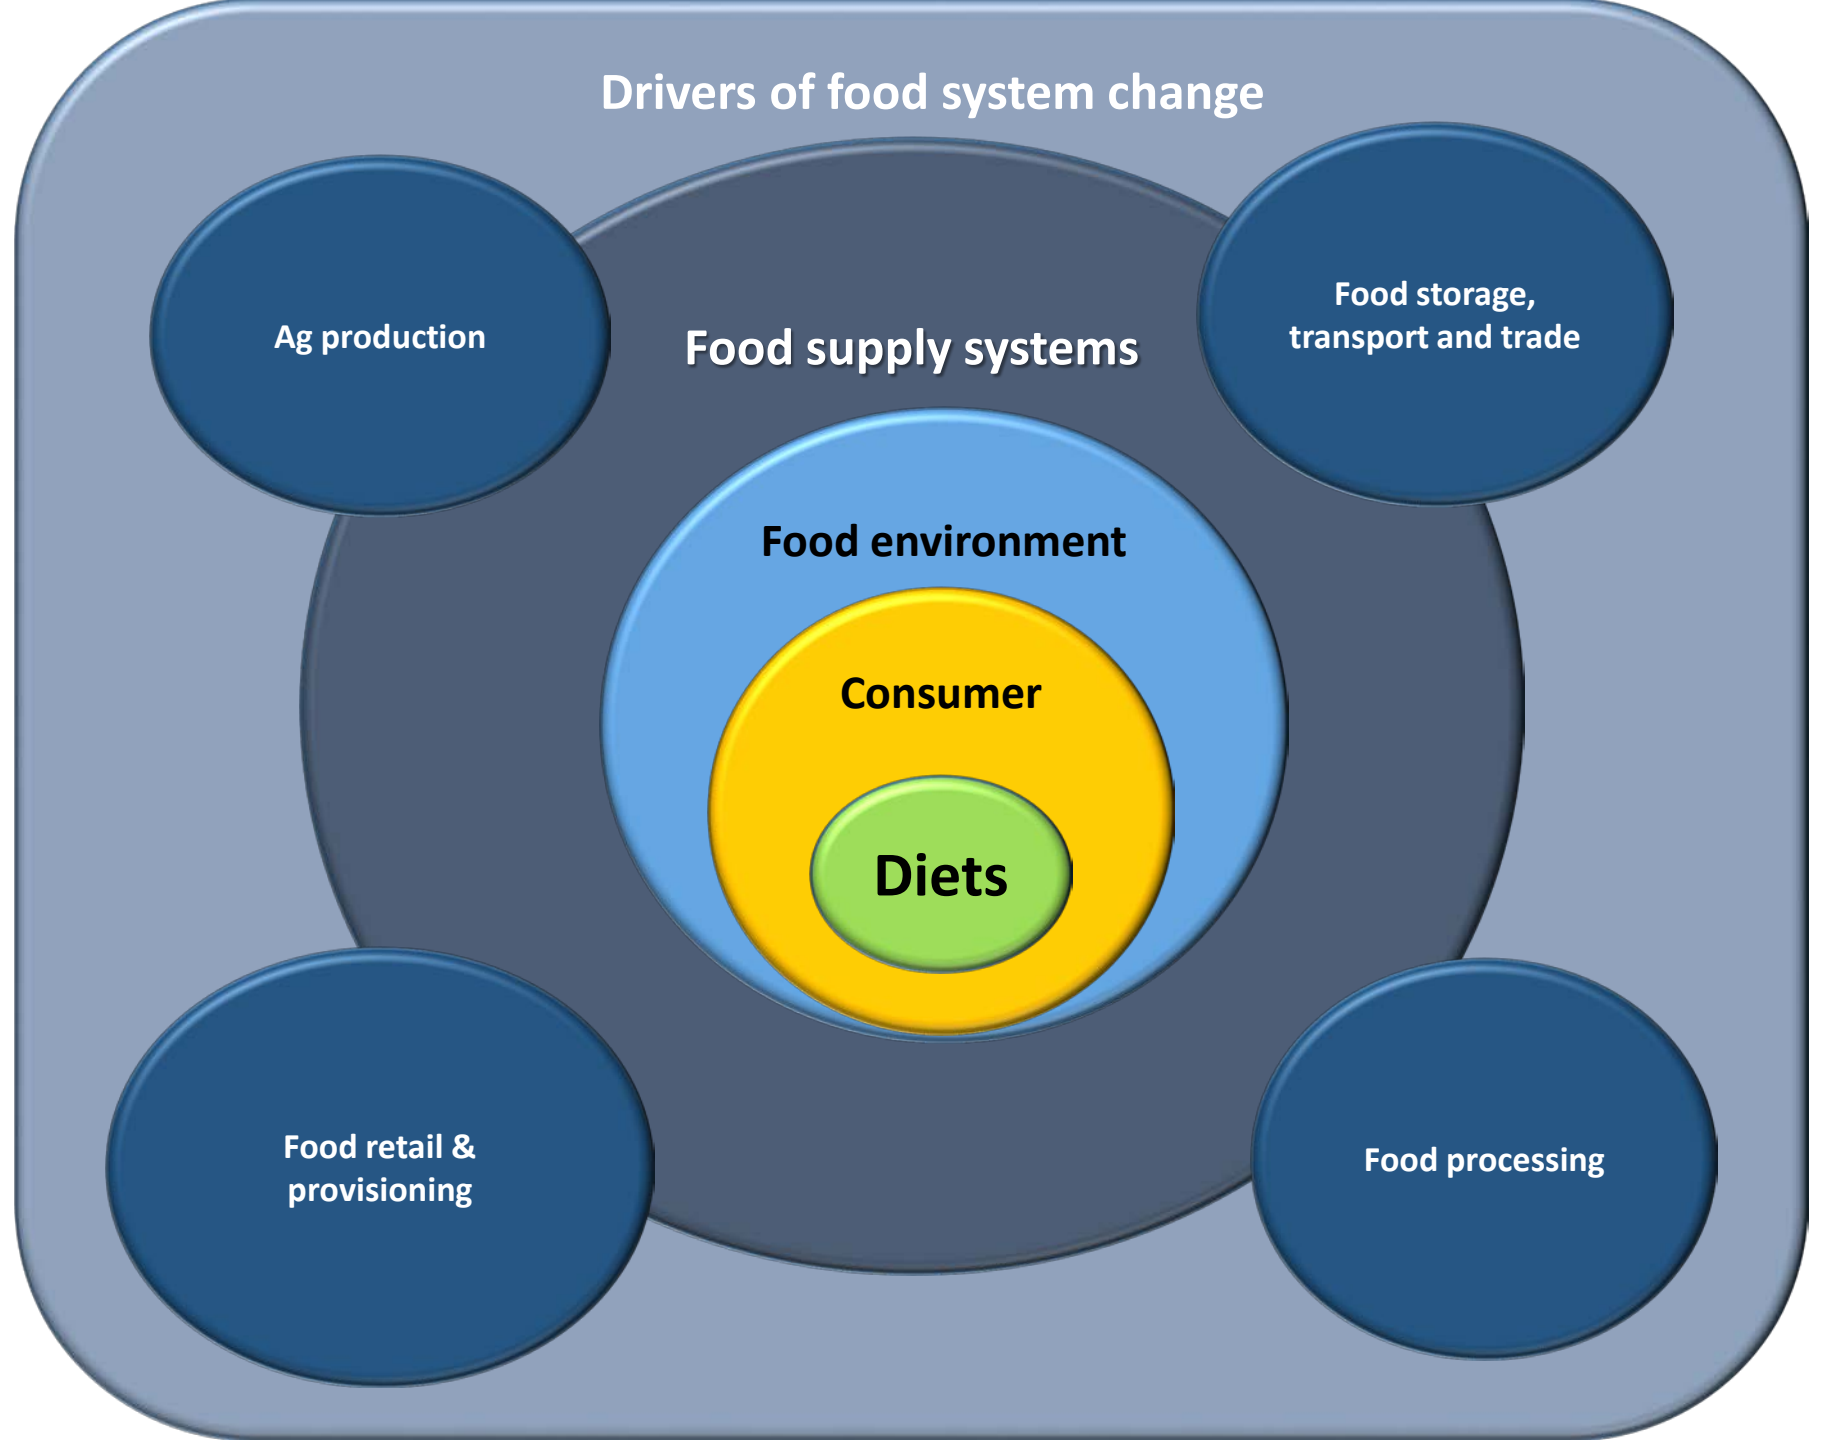 Drivers of food system change
Ag production
Food storage,
transport and trade
Food supply systems
Food environment
Consumer
Diets
Food retail &
provisioning
Food processing